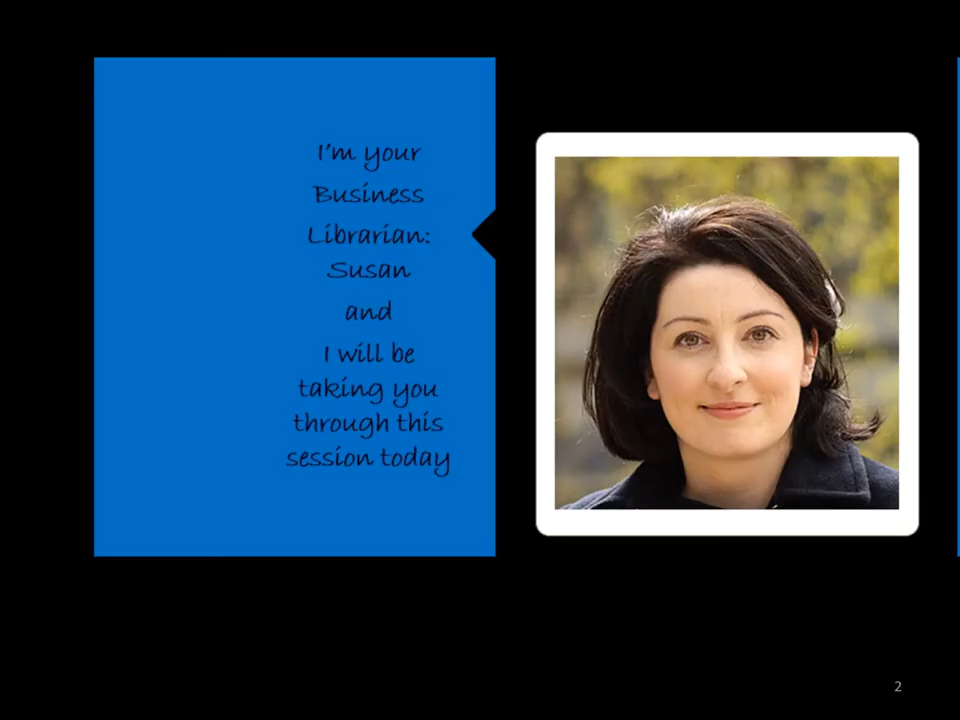 I'm your
Business
Librarian:
Susan
and
I will be
taking you
through this
session today
2